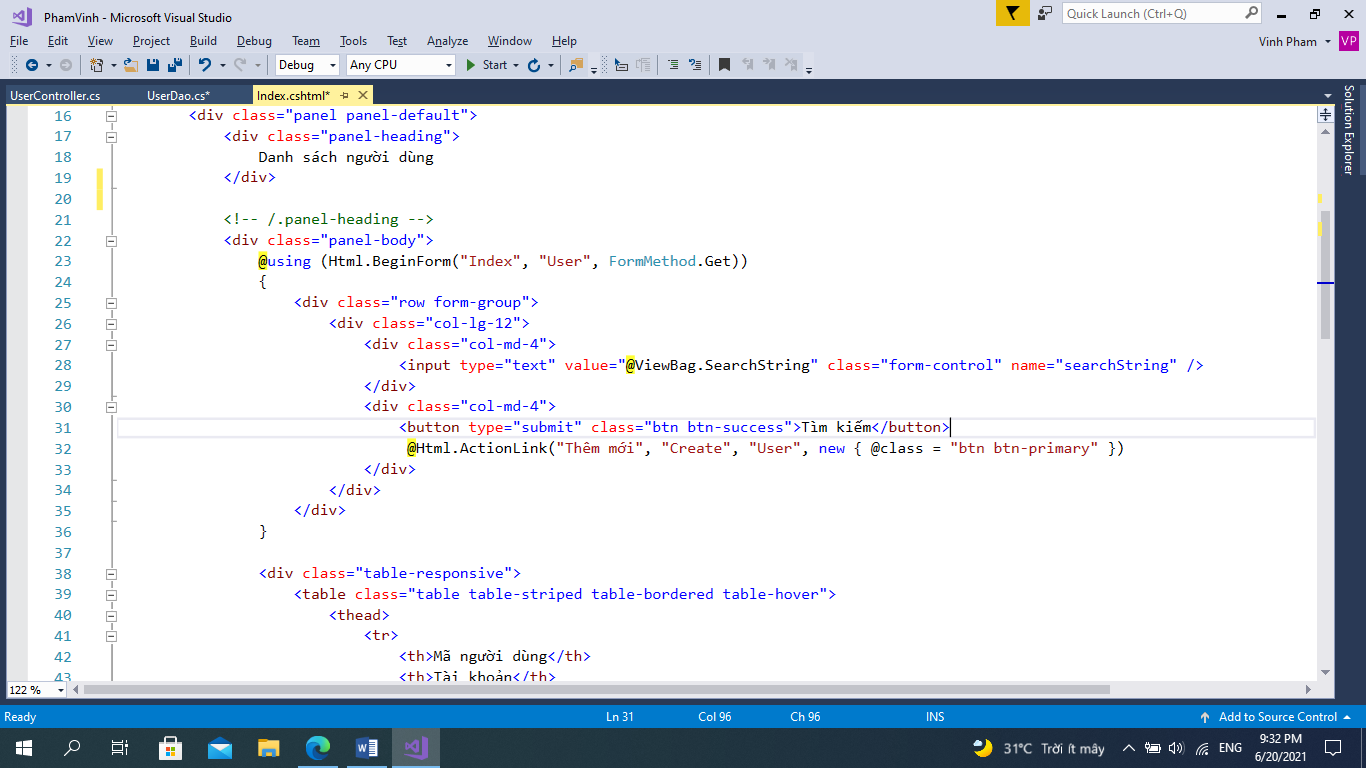 PhamVinh - Microsoft Visual Studio
Quick Launch (Ctrl+Q)
File Edit View Project Build Debug Team Tools Test Analyze Window Help
Vinh Pham VP
Debug Any CPU Start
UserController.cs UserDao.cs* Index.cshtml*
Solution Explorer
16 <div class="panel panel-default">
17 <div class="panel-heading">
18 Danh sách người dùng
19 </div>
20
21 <!-- /.panel-heading -->
22 <div class="panel-body">
23 @using (Html.BeginForm("Index", "User", FormMethod.Get))
24 {
25 <div class="row form-group">
26 <div class="col-lg-12">
27 <div class="col-md-4">
28 <input type="text" value="@ViewBag.SearchString" class="form-control" name="searchString" />
29 </div>
30 <div class="col-md-4">
31 <button type="submit" class="btn btn-success">Tìm kiếm</button>
32 @Html.ActionLink("Thêm mới", "Create", "User", new { @class = "btn btn-primary" })
33 </div>
34 </div>
35 </div>
36 }
37
38 <div class="table-responsive">
39 <table class="table table-striped table-bordered table-hover">
40 <thead>
41 <tr>
42 <th>Mã người dùng</th>
43 <th>Tài khoản</th>
122 %
Ready Ln 31 Col 96 Ch 96 INS Add to Source Control
31°C Trời ít mây ENG 9:32 PM
6/20/2021